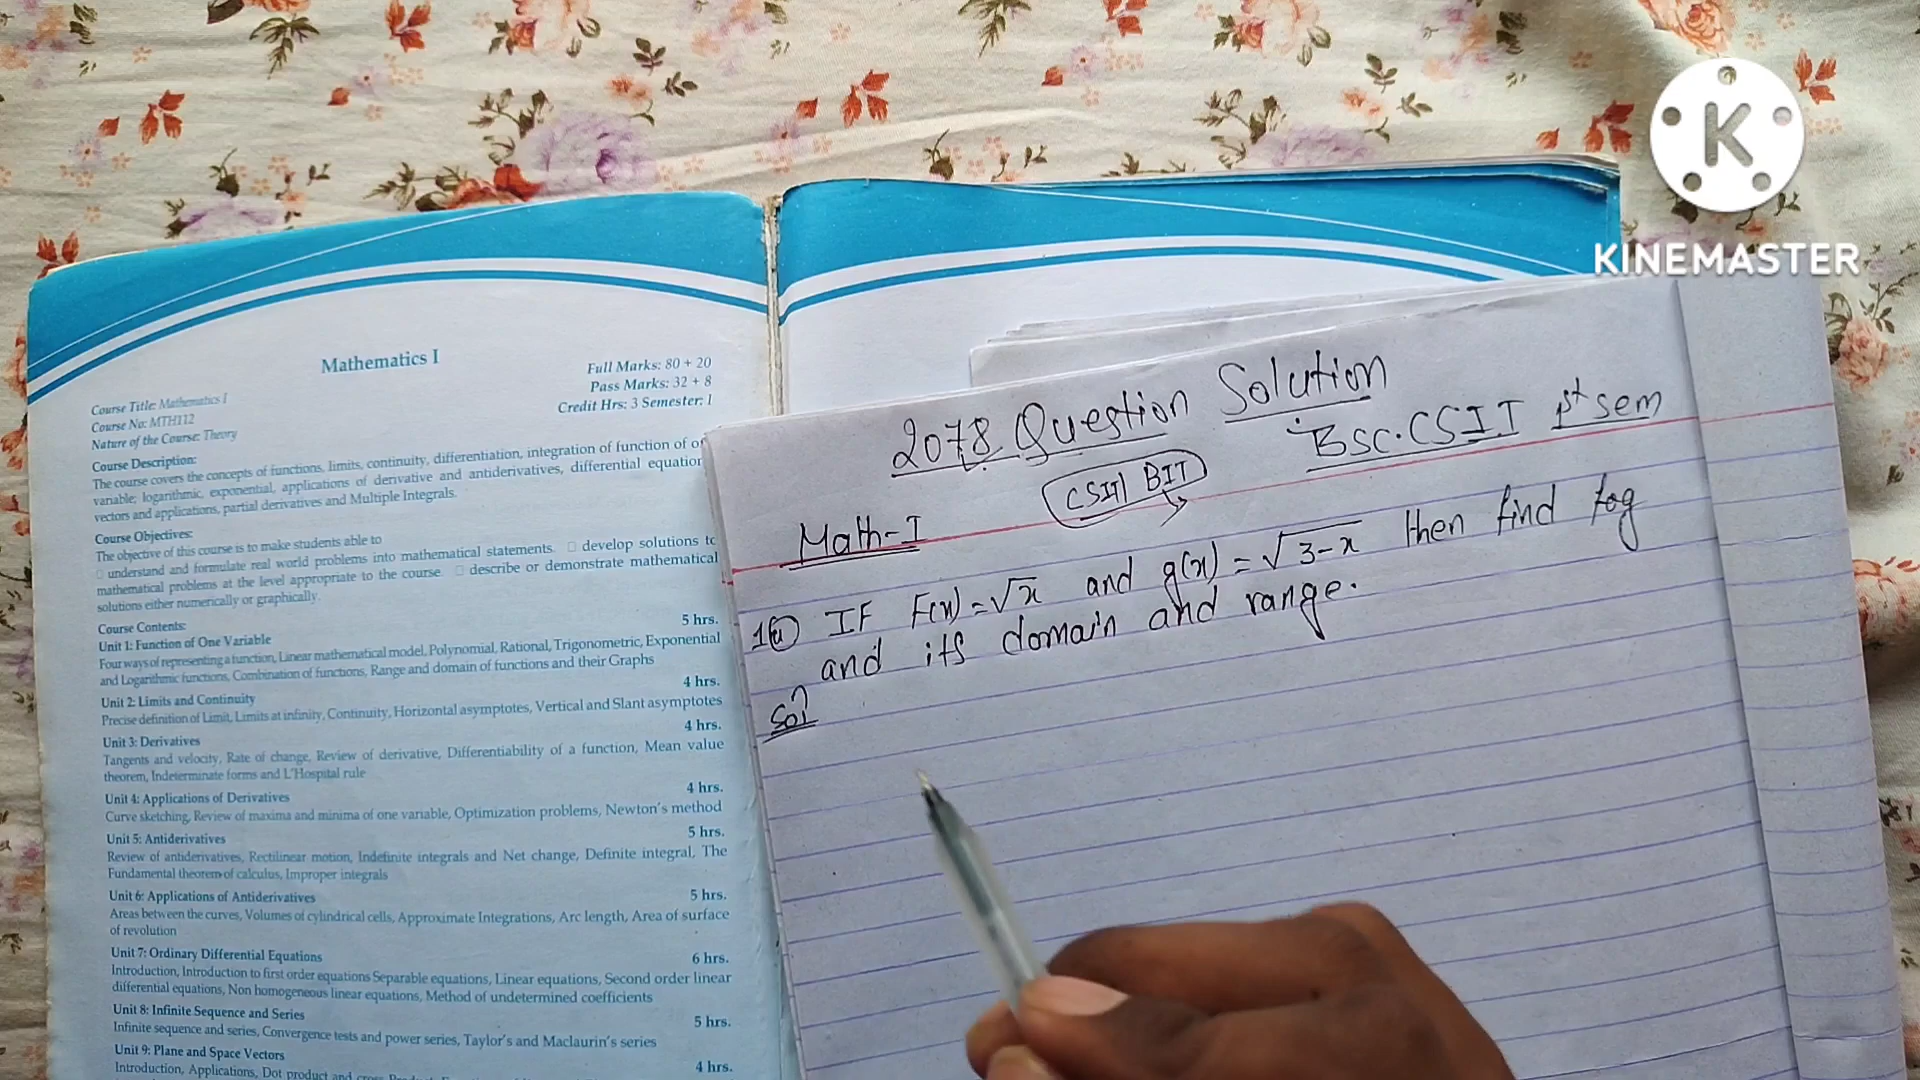 K
KINEMASTER
Mathematics I
Full Marks: 80 + 20
Pass Marks: 32 + 8
Credit Hrs: 3 Semester: I
Course Title: Mathematics I
Course No: MTH112
Nature of the Course: Theory
Course Description:
The course covers the concepts of functions, limits, continuity, differentiation, integration of function of
variable; logarithmic, exponential, applications of derivative and antiderivatives, differential equation
vectors and applications, partial derivatives and Multiple Integrals.
Course Objectives:
The objective of this course is to make students able to
understand and formulate real world problems into mathematical statements. develop solutions to
mathematical problems at the level appropriate to the course. describe or demonstrate mathematical
solutions either numerically or graphically.
Course Contents:
Unit 1: Function of One Variable 5 hrs.
Four ways of representing a function, Linear mathematical model, Polynomial, Rational, Trigonometric, Exponential
and Logarithmic functions, Combination of functions, Range and domain of functions and their Graphs
Unit 2: Limits and Continuity 4 hrs.
Precise definition of Limit, Limits at infinity, Continuity, Horizontal asymptotes, Vertical and Slant asymptotes
Unit 3: Derivatives 4 hrs.
Tangents and velocity, Rate of change, Review of derivative, Differentiability of a function, Mean value
theorem, Indeterminate forms and L'Hospital rule
Unit 4: Applications of Derivatives 4 hrs.
Curve sketching, Review of maxima and minima of one variable, Optimization problems, Newton's method
Unit 5: Antiderivatives 5 hrs.
Review of antiderivatives, Rectilinear motion, Indefinite integrals and Net change, Definite integral, The
Fundamental theorem of calculus, Improper integrals
Unit 6: Applications of Antiderivatives 5 hrs.
Areas between the curves, Volumes of cylindrical cells, Approximate Integrations, Arc length, Area of surface
of revolution
Unit 7: Ordinary Differential Equations 6 hrs.
Introduction, Introduction to first order equations Separable equations, Linear equations, Second order linear
differential equations, Non homogeneous linear equations, Method of undetermined coefficients
Unit 8: Infinite Sequence and Series 5 hrs.
Infinite sequence and series, Convergence tests and power series, Taylor's and Maclaurin's series
Unit 9: Plane and Space Vectors 4 hrs.
Introduction, Applications, Dot product and cross
2078 Question Solution
BSC.CSIT 1st sem
CSIT/ BIT
Math-I
1(a) IF F(x)=√x and g(x) = √3-x then find fog
and its domain and range.
Sol